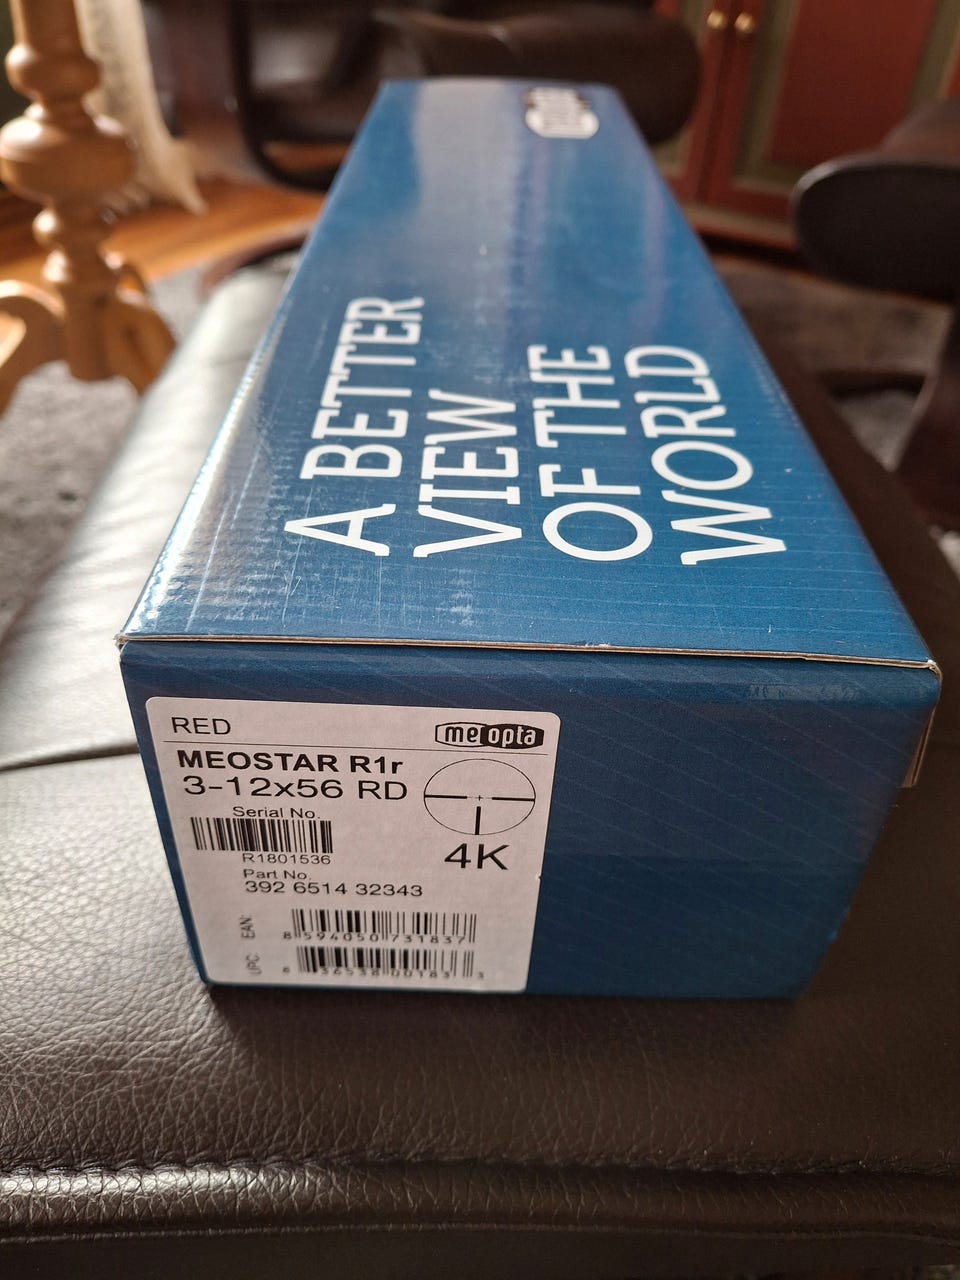 meopta
A BETTER
VIEW
OF THE
WORLD
RED
meopta
MEOSTAR R1r
3-12x56 RD
Serial No.
R1801536
4K
Part No.
392 6514 32343
EAN
8 594050 731837
UPC